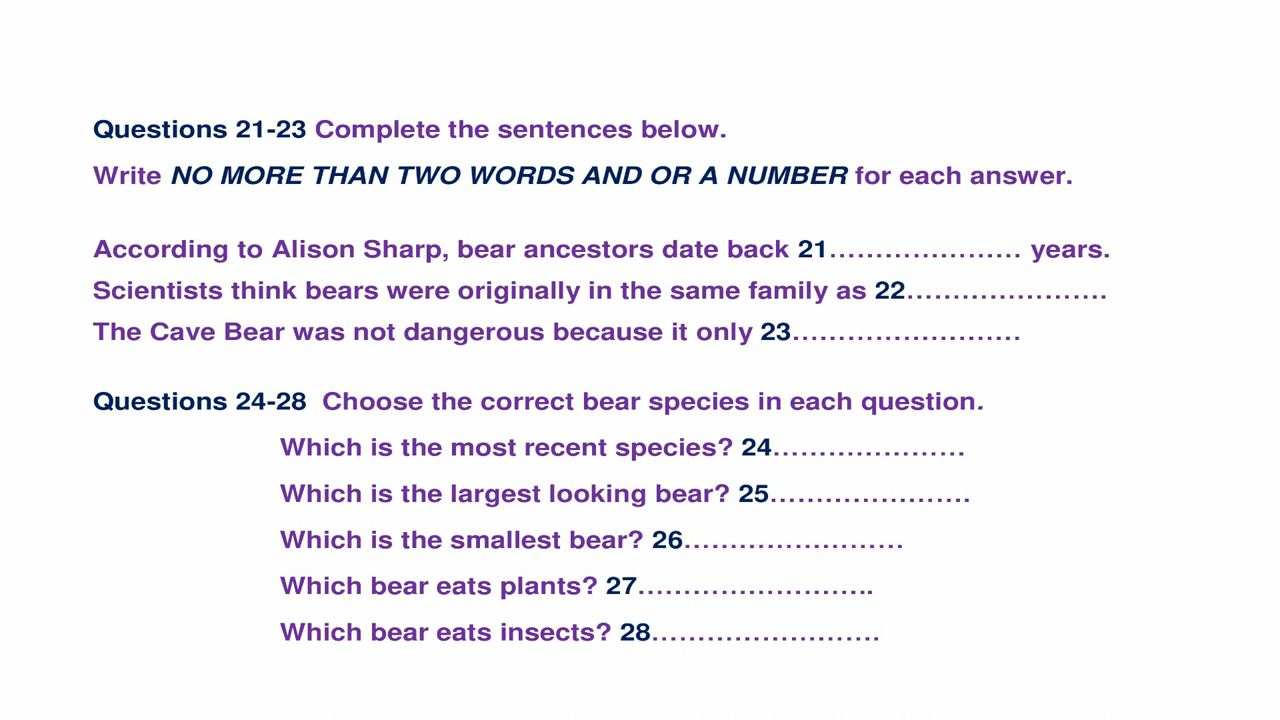 Questions 21-23 Complete the sentences below.
Write NO MORE THAN TWO WORDS AND OR A NUMBER for each answer.
According to Alison Sharp, bear ancestors date back 21………………… years.
Scientists think bears were originally in the same family as 22………………….
The Cave Bear was not dangerous because it only 23……………………
Questions 24-28 Choose the correct bear species in each question.
Which is the most recent species? 24…………………
Which is the largest looking bear? 25………………….
Which is the smallest bear? 26……………………
Which bear eats plants? 27……………………..
Which bear eats insects? 28…………………….